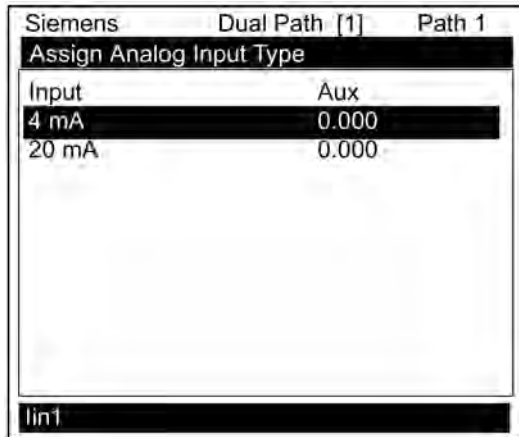 Siemens Dual Path [1] Path 1
Assign Analog Input Type
Input Aux
4 mA 0.000
20 mA 0.000
Iin1